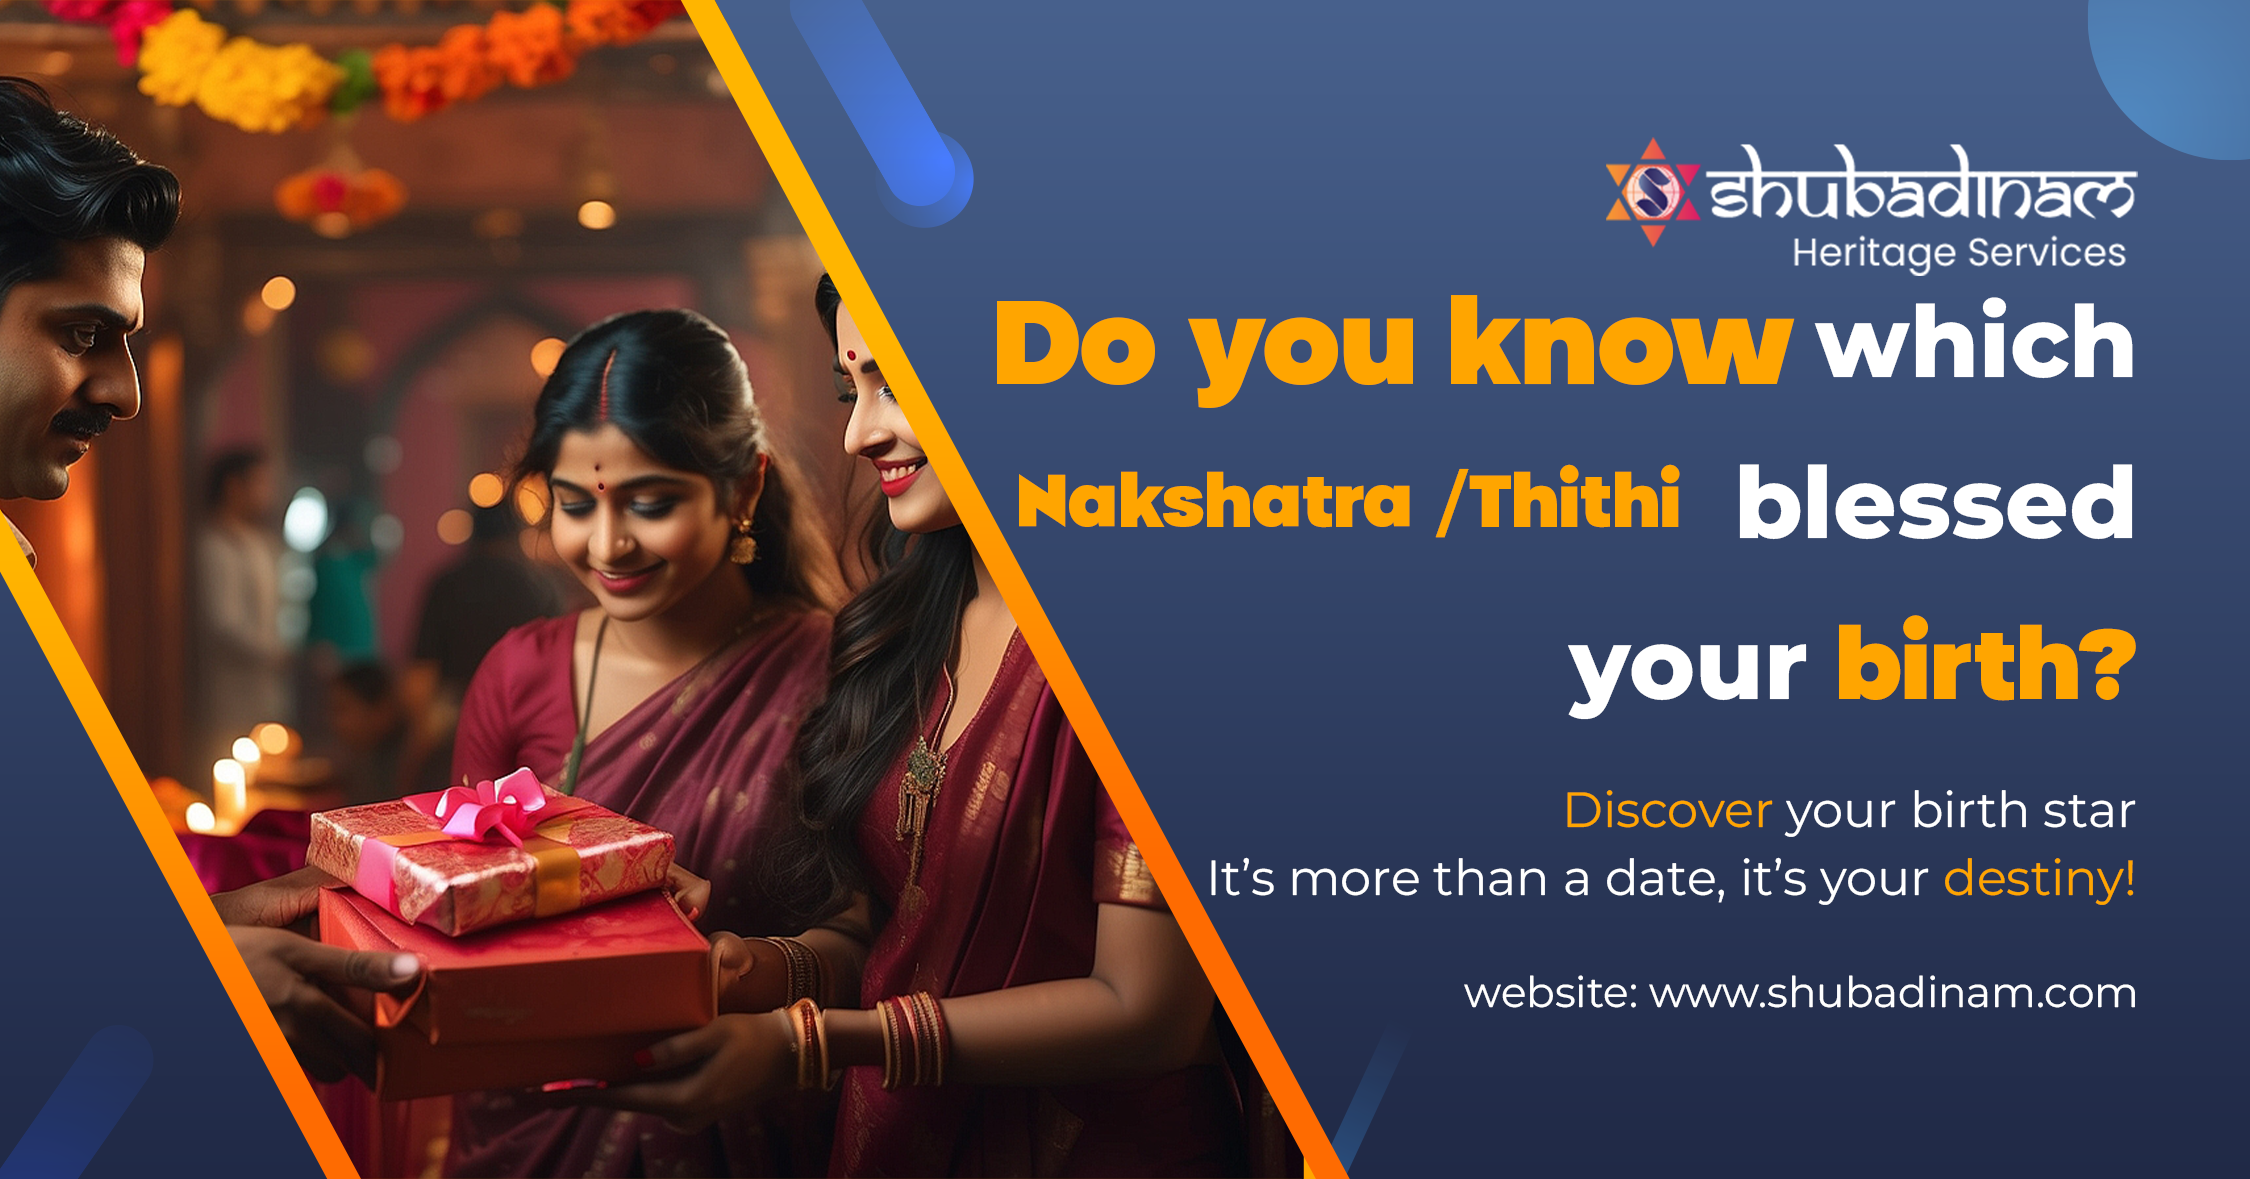 shubadinam
Heritage Services
Do you know which
Nakshatra /Thithi blessed
your birth?
Discover your birth star
It's more than a date, it's your destiny!
website: www.shubadinam.com